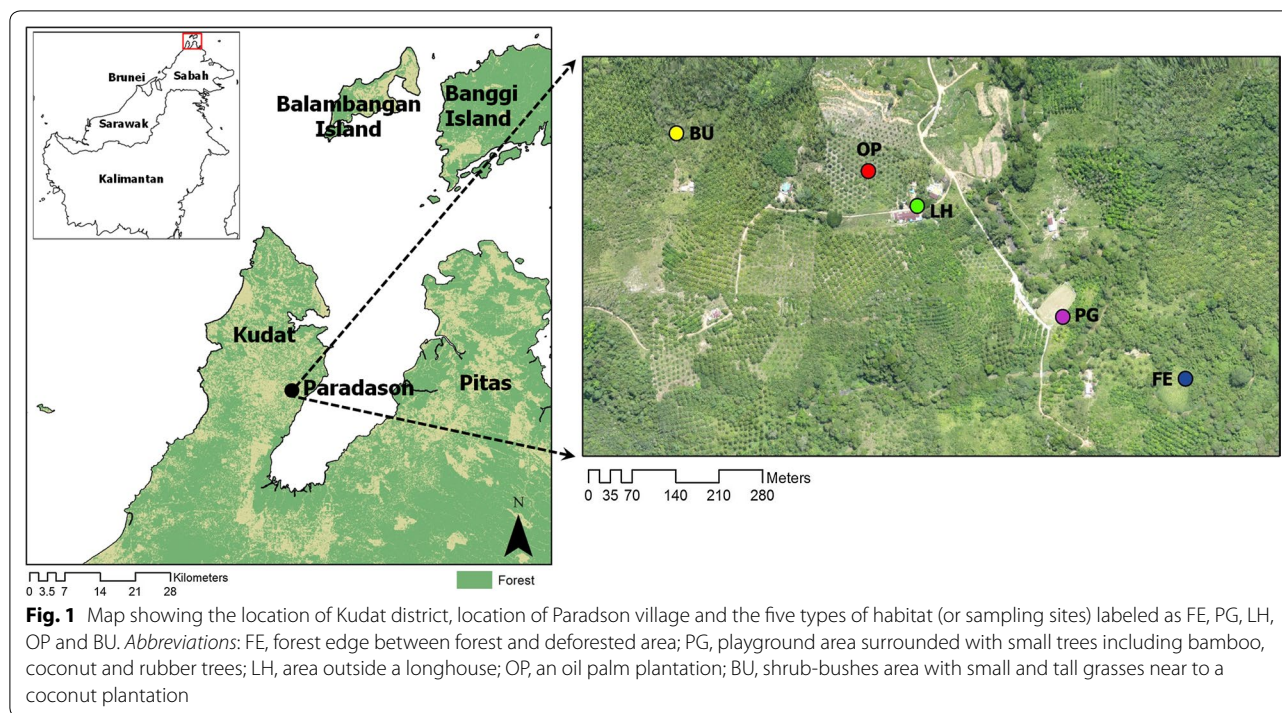 Brunei
Sabah
Sarawak
Kalimantan
Balambangan
Island
Banggi
Island
Kudat
Paradason
Pitas
N
Kilometers
0 3.5 7 14 21 28
Forest
BU
OP
LH
PG
FE
Meters
0 35 70 140 210 280
Fig. 1 Map showing the location of Kudat district, location of Paradson village and the five types of habitat (or sampling sites) labeled as FE, PG, LH,
OP and BU. Abbreviations: FE, forest edge between forest and deforested area; PG, playground area surrounded with small trees including bamboo,
coconut and rubber trees; LH, area outside a longhouse; OP, an oil palm plantation; BU, shrub-bushes area with small and tall grasses near to a
coconut plantation